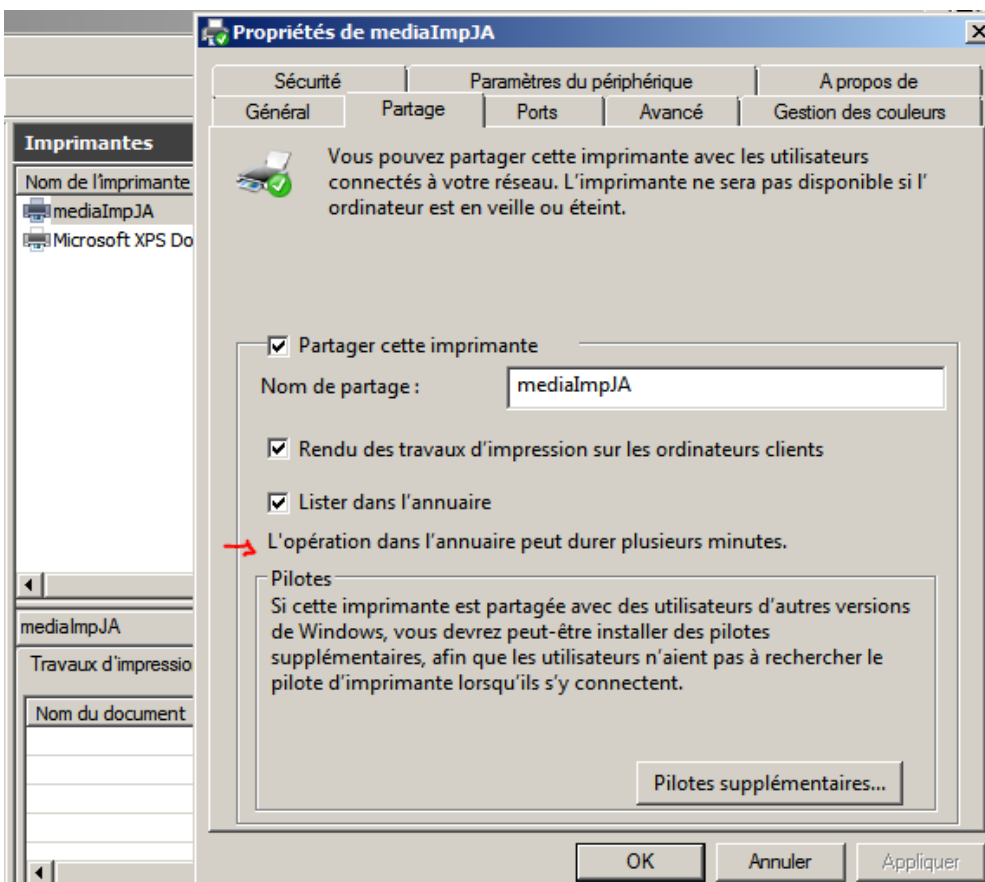 Propriétés de mediaImpJA
Sécurité
Paramètres du périphérique
A propos de
Général
Partage
Ports
Avancé
Gestion des couleurs
Imprimantes
Nom de l'imprimante
mediaImpJA
Microsoft XPS Do
Vous pouvez partager cette imprimante avec les utilisateurs
connectés à votre réseau. L'imprimante ne sera pas disponible si l'
ordinateur est en veille ou éteint.
Partager cette imprimante
Nom de partage :
mediaImpJA
Rendu des travaux d'impression sur les ordinateurs clients
Lister dans l'annuaire
L'opération dans l'annuaire peut durer plusieurs minutes.
Pilotes
Si cette imprimante est partagée avec des utilisateurs d'autres versions
de Windows, vous devrez peut-être installer des pilotes
supplémentaires, afin que les utilisateurs n'aient pas à rechercher le
pilote d'imprimante lorsqu'ils s'y connectent.
Pilotes supplémentaires...
mediaImpJA
Travaux d'impressio
Nom du document
OK
Annuler
Appliquer